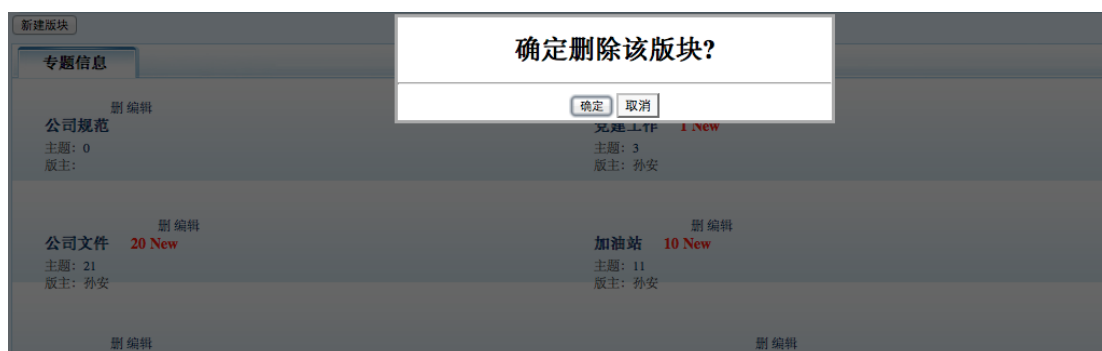 新建版块
确定删除该版块?
确定 取消
专题信息
删 编辑
公司规范
主题: 0
版主:
党建工作 1 New
主题: 3
版主: 孙安
删 编辑
公司文件 20 New
主题: 21
版主: 孙安
删 编辑
加油站 10 New
主题: 11
版主: 孙安
删 编辑
删 编辑